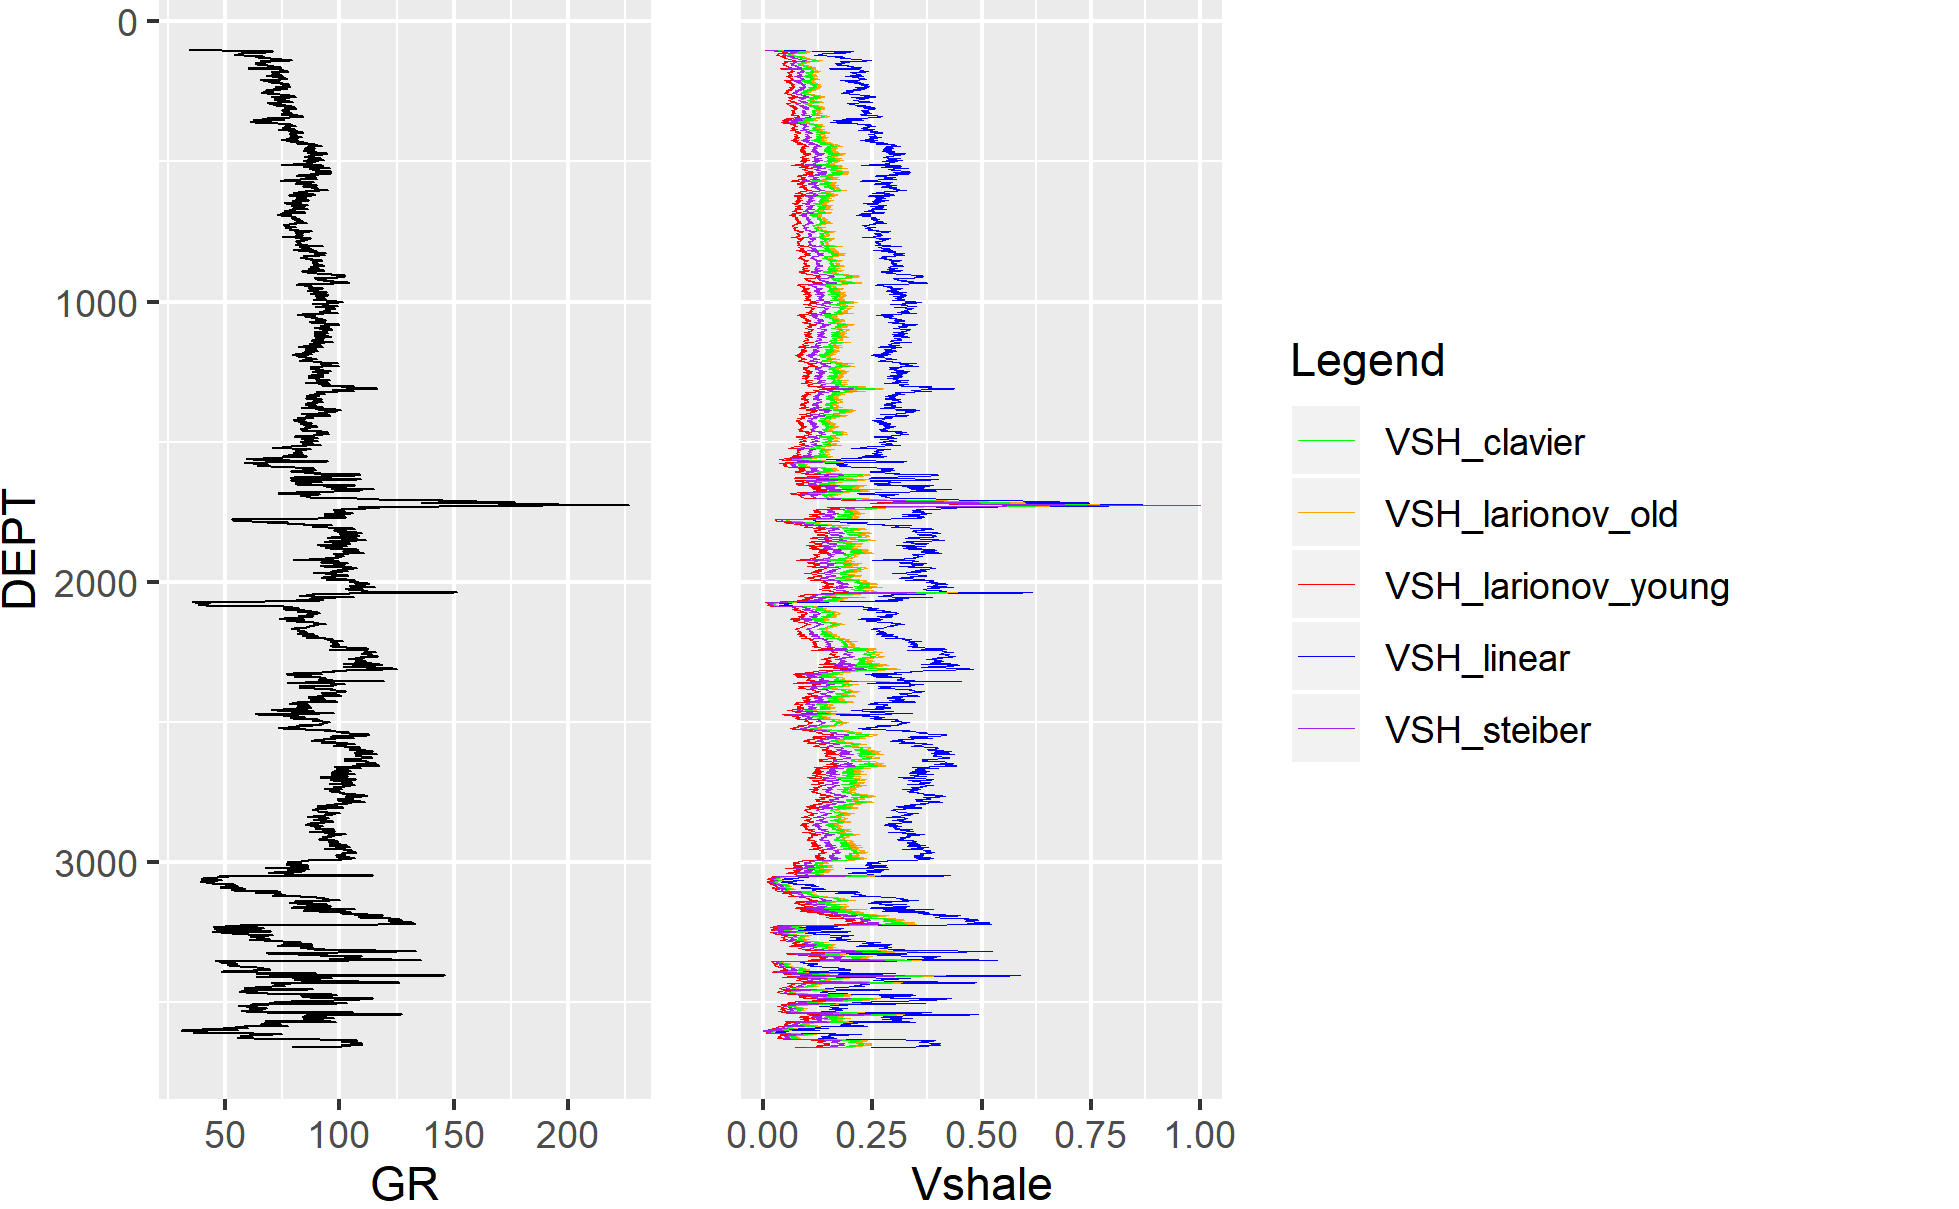 DEPT
0
1000
2000
3000
50 100 150 200
GR
0.00 0.25 0.50 0.75 1.00
Vshale
Legend
VSH_clavier
VSH_larionov_old
VSH_larionov_young
VSH_linear
VSH_steiber